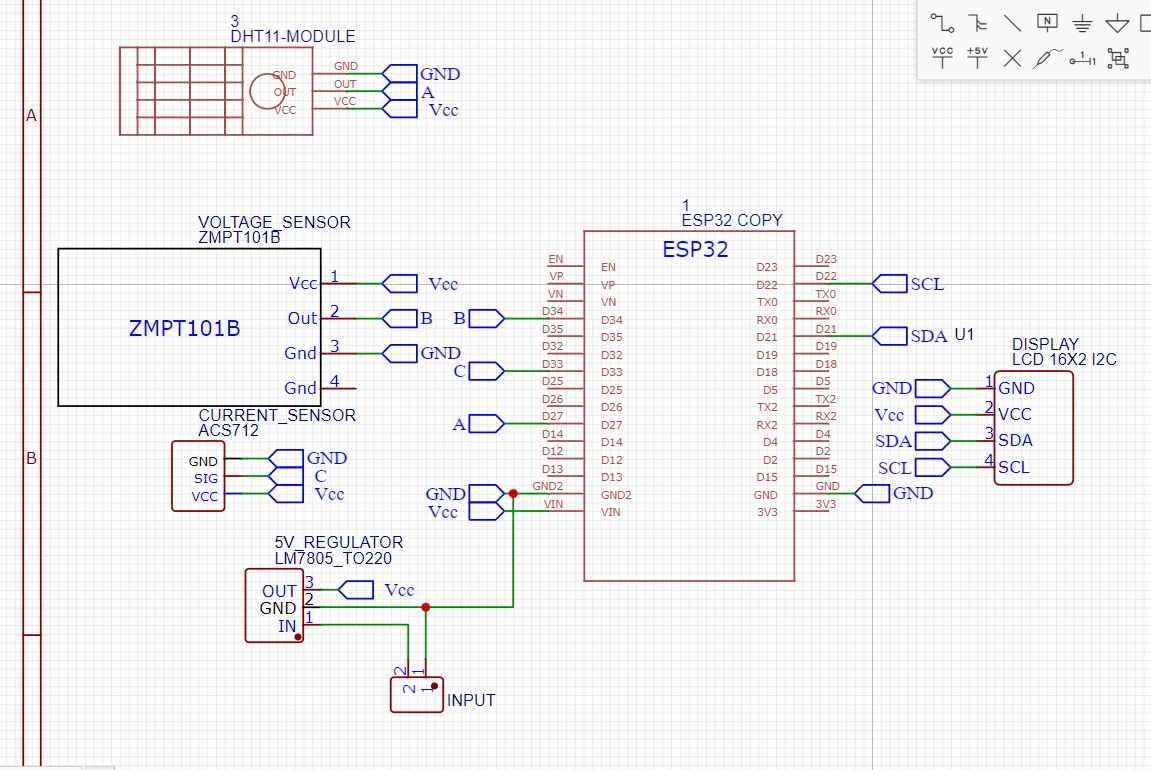 3
DHT11-MODULE
N
VCC
+5V
1
GND
OUT
VCC
GND
OUT
VCC
GND
A
Vcc
A
VOLTAGE_SENSOR
ZMPT101B
ZMPT101B
Vcc 1
Out 2
Gnd 3
Gnd 4
Vcc
B
GND
1
ESP32 COPY
ESP32
EN
VP
VN
D34
D35
D32
D33
D25
D26
D27
D14
D12
D13
GND2
VIN
EN
VP
VN
D34
D35
D32
D33
D25
D26
D27
D14
D12
D13
GND2
VIN
D23
D22
TX0
RX0
D21
D19
D18
D5
TX2
RX2
D4
D2
D15
GND
3V3
D23
D22
TX0
RX0
D21
D19
D18
D5
TX2
RX2
D4
D2
D15
GND
3V3
B
C
A
GND
Vcc
SCL
SDA U1
GND
DISPLAY
LCD 16X2 I2C
GND 1 GND
Vcc 2 VCC
SDA 3 SDA
SCL 4 SCL
B
CURRENT_SENSOR
ACS712
GND GND
SIG C
VCC Vcc
5V_REGULATOR
LM7805_TO220
OUT 3 Vcc
GND 2
IN 1
2 1
2 1
INPUT